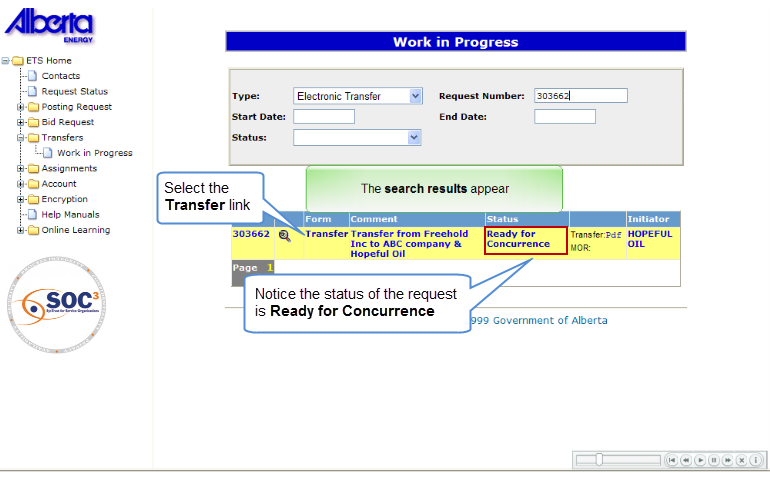 Alberta
ENERGY
ETS Home
Contacts
Request Status
Posting Request
Bid Request
Transfers
Work in Progress
Assignments
Account
Encryption
Help Manuals
Online Learning
SOC3
Work in Progress
Type: Electronic Transfer Request Number: 303662
Start Date: End Date:
Status:
The search results appear
Select the
Transfer link
Form Comment Status Initiator
303662 Transfer Transfer from Freehold Inc to ABC company & Hopeful Oil Ready for Concurrence Transfer:Pdf MOR: HOPEFUL OIL
Page 1
Notice the status of the request
is Ready for Concurrence
999 Government of Alberta